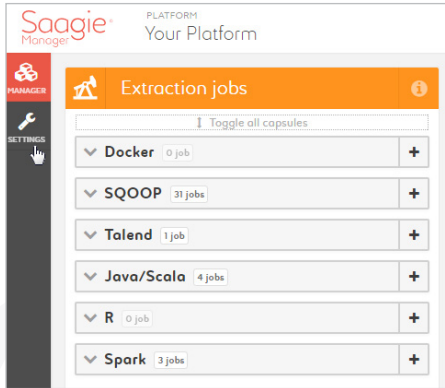 Saagie
Manager
PLATFORM
Your Platform
MANAGER
SETTINGS
Extraction jobs
Toggle all capsules
Docker 0 job
SQOOP 31 jobs
Talend 1 job
Java/Scala 4 jobs
R 0 job
Spark 3 jobs